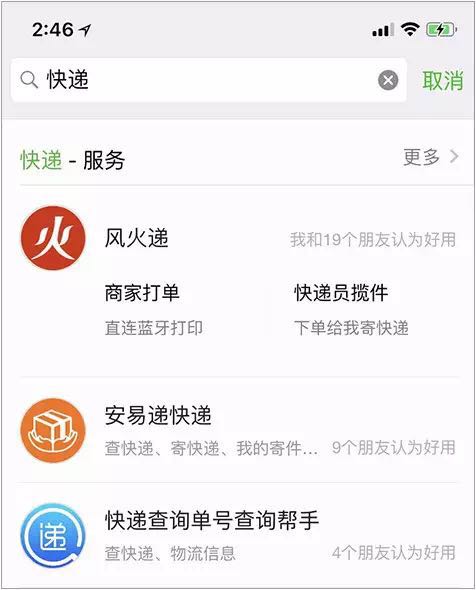 2:46
快递 取消
快递 - 服务 更多
火
风火递 我和19个朋友认为好用
商家打单 快递员揽件
直连蓝牙打印 下单给我寄快递
安易递快递
查快递、寄快递、我的寄件... 9个朋友认为好用
递
快递查询单号查询帮手
查快递、物流信息 4个朋友认为好用